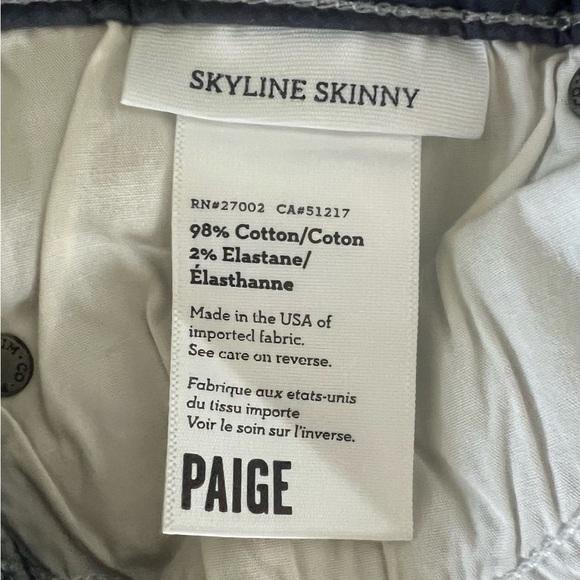 SKYLINE SKINNY
RN#27002 CA#51217
98% Cotton/Coton
2% Elastane/
Élasthanne
Made in the USA of
imported fabric.
See care on reverse.
Fabrique aux etats-unis
du tissu importe
Voir le soin sur l'inverse.
PAIGE